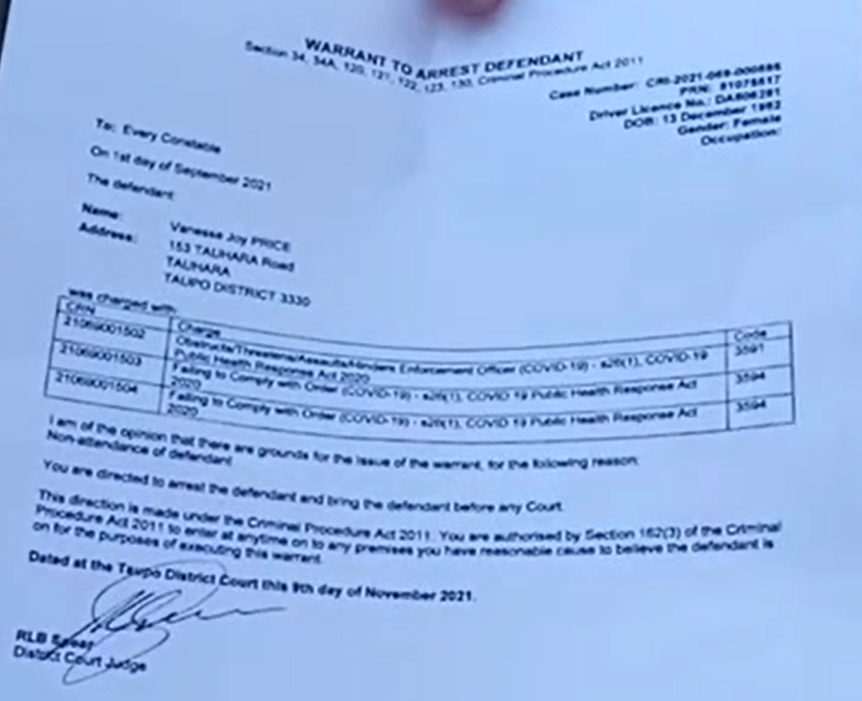 WARRANT TO ARREST DEFENDANT
Section 34, 34A, 120, 121, 122, 123, 130, Criminal Procedure Act 2011
Case Number: CRI-2021-069-000885
PRN:
Driver Licence No.:
DOB: 13 December 1982
Gender: Female
Occupation:
To: Every Constable
On 1st day of September 2021
The defendant:
Name: Vanessa Joy PRICE
Address: 153 TAUHARA Road
TAUHARA
TAUPO DISTRICT 3330
was charged with:
CRN Charge Code
21069001502 Obstructs/Threatens/Assaults/Hinders Enforcement Officer (COVID-19) - s26(1), COVID-19 3591
Public Health Response Act 2020
21069001503 Failing to Comply with Order (COVID-19) - s26(1), COVID 19 Public Health Response Act 3594
2020
21069001504 Failing to Comply with Order (COVID-19) - s26(1), COVID 19 Public Health Response Act 3594
2020
I am of the opinion that there are grounds for the issue of the warrant, for the following reason:
Non-attendance of defendant
You are directed to arrest the defendant and bring the defendant before any Court.
This direction is made under the Criminal Procedure Act 2011. You are authorised by Section 162(3) of the Criminal
Procedure Act 2011 to enter at anytime on to any premises you have reasonable cause to believe the defendant is
on for the purposes of executing this warrant.
Dated at the Taupo District Court this 9th day of November 2021.
RLB
District Court Judge